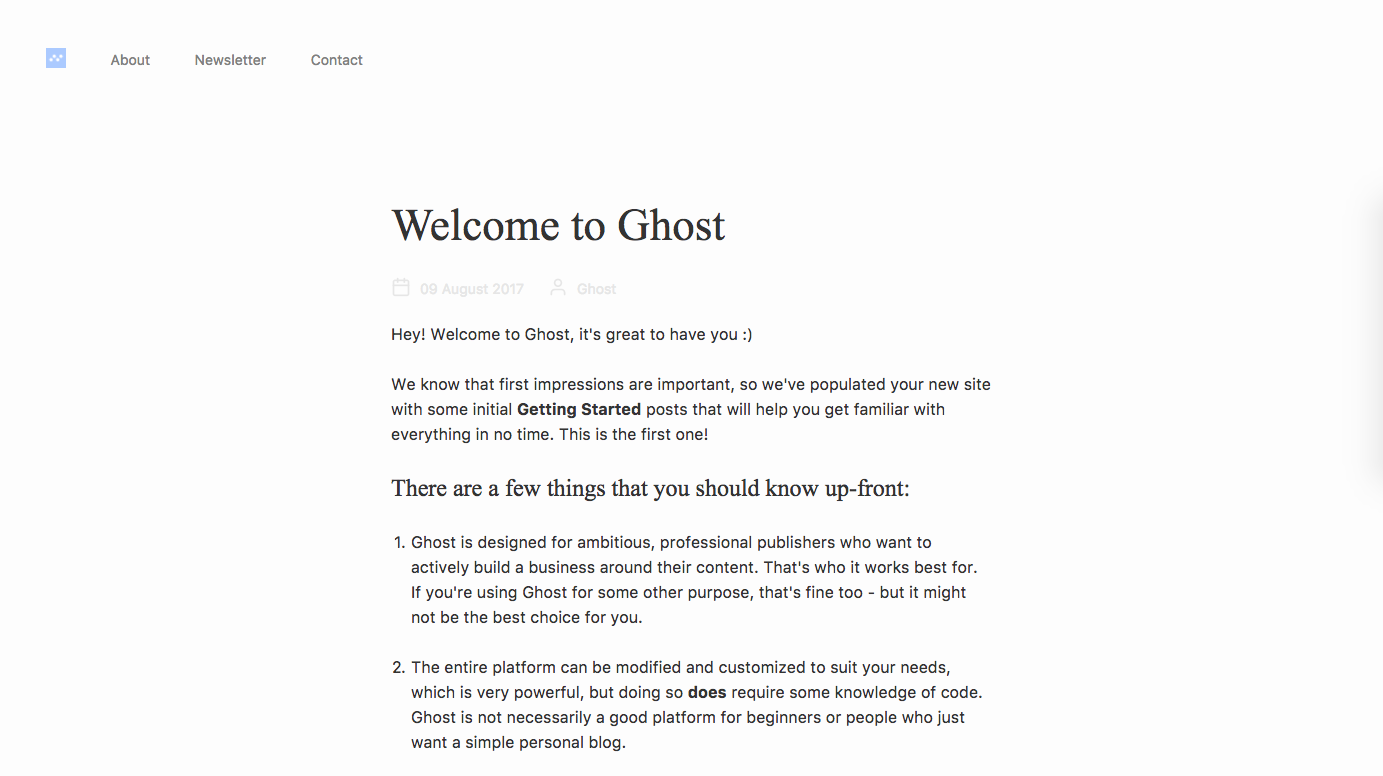 About Newsletter Contact
Welcome to Ghost
09 August 2017 Ghost
Hey! Welcome to Ghost, it's great to have you :)
We know that first impressions are important, so we've populated your new site
with some initial Getting Started posts that will help you get familiar with
everything in no time. This is the first one!
There are a few things that you should know up-front:
1. Ghost is designed for ambitious, professional publishers who want to
actively build a business around their content. That's who it works best for.
If you're using Ghost for some other purpose, that's fine too - but it might
not be the best choice for you.
2. The entire platform can be modified and customized to suit your needs,
which is very powerful, but doing so does require some knowledge of code.
Ghost is not necessarily a good platform for beginners or people who just
want a simple personal blog.